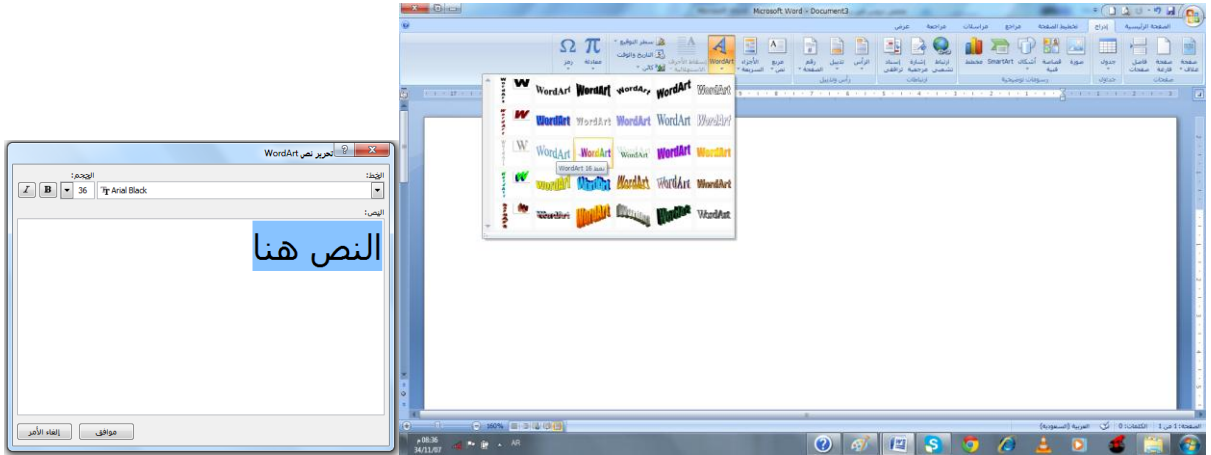 Microsoft Word - Document3
الصفحة الرئيسية
إدراج
تخطيط الصفحة
مراجع
مراسلات
مراجعة
عرض
صفحة غلاف
صفحة فارغة
فاصل صفحات
جدول
صورة
قصاصة فنية
أشكال
SmartArt
مخطط
ارتباط تشعبي
إشارة مرجعية
إسناد ترافقي
الرأس
تذييل
رقم الصفحة
مربع نص
الأجزاء السريعة
WordArt
إسقاط الأحرف الاستهلالية
سطر التوقيع
التاريخ والوقت
كائن
معادلة
رمز
صفحات
جداول
رسومات توضيحية
ارتباطات
رأس وتذييل
WordArt WordArt WordArt WordArt WordArt
WordArt WordArt WordArt WordArt WordArt
WordArt WordArt WordArt WordArt WordArt
WordArt نمط 16
WordArt WordArt WordArt WordArt WordArt
WordArt WordArt WordArt WordArt WordArt
تحرير نص WordArt
الخط:
الحجم:
Arial Black
36
B
I
النص:
النص هنا
موافق
إلغاء الأمر
الصفحة: 1 من 1
الكلمات: 0
العربية (السعودية)
160%
AR
08:36 م
34/11/07